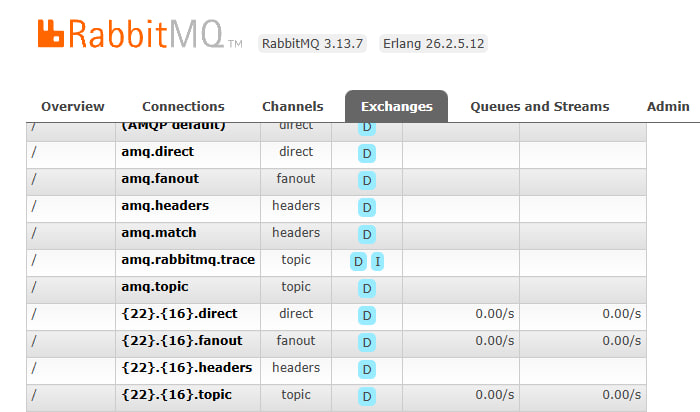 RabbitMQ TM RabbitMQ 3.13.7 Erlang 26.2.5.12
Overview Connections Channels Exchanges Queues and Streams Admin
/ (AMQP default) direct D
/ amq.direct direct D
/ amq.fanout fanout D
/ amq.headers headers D
/ amq.match headers D
/ amq.rabbitmq.trace topic D I
/ amq.topic topic D
/ {22}.{16}.direct direct D 0.00/s 0.00/s
/ {22}.{16}.fanout fanout D 0.00/s 0.00/s
/ {22}.{16}.headers headers D
/ {22}.{16}.topic topic D 0.00/s 0.00/s